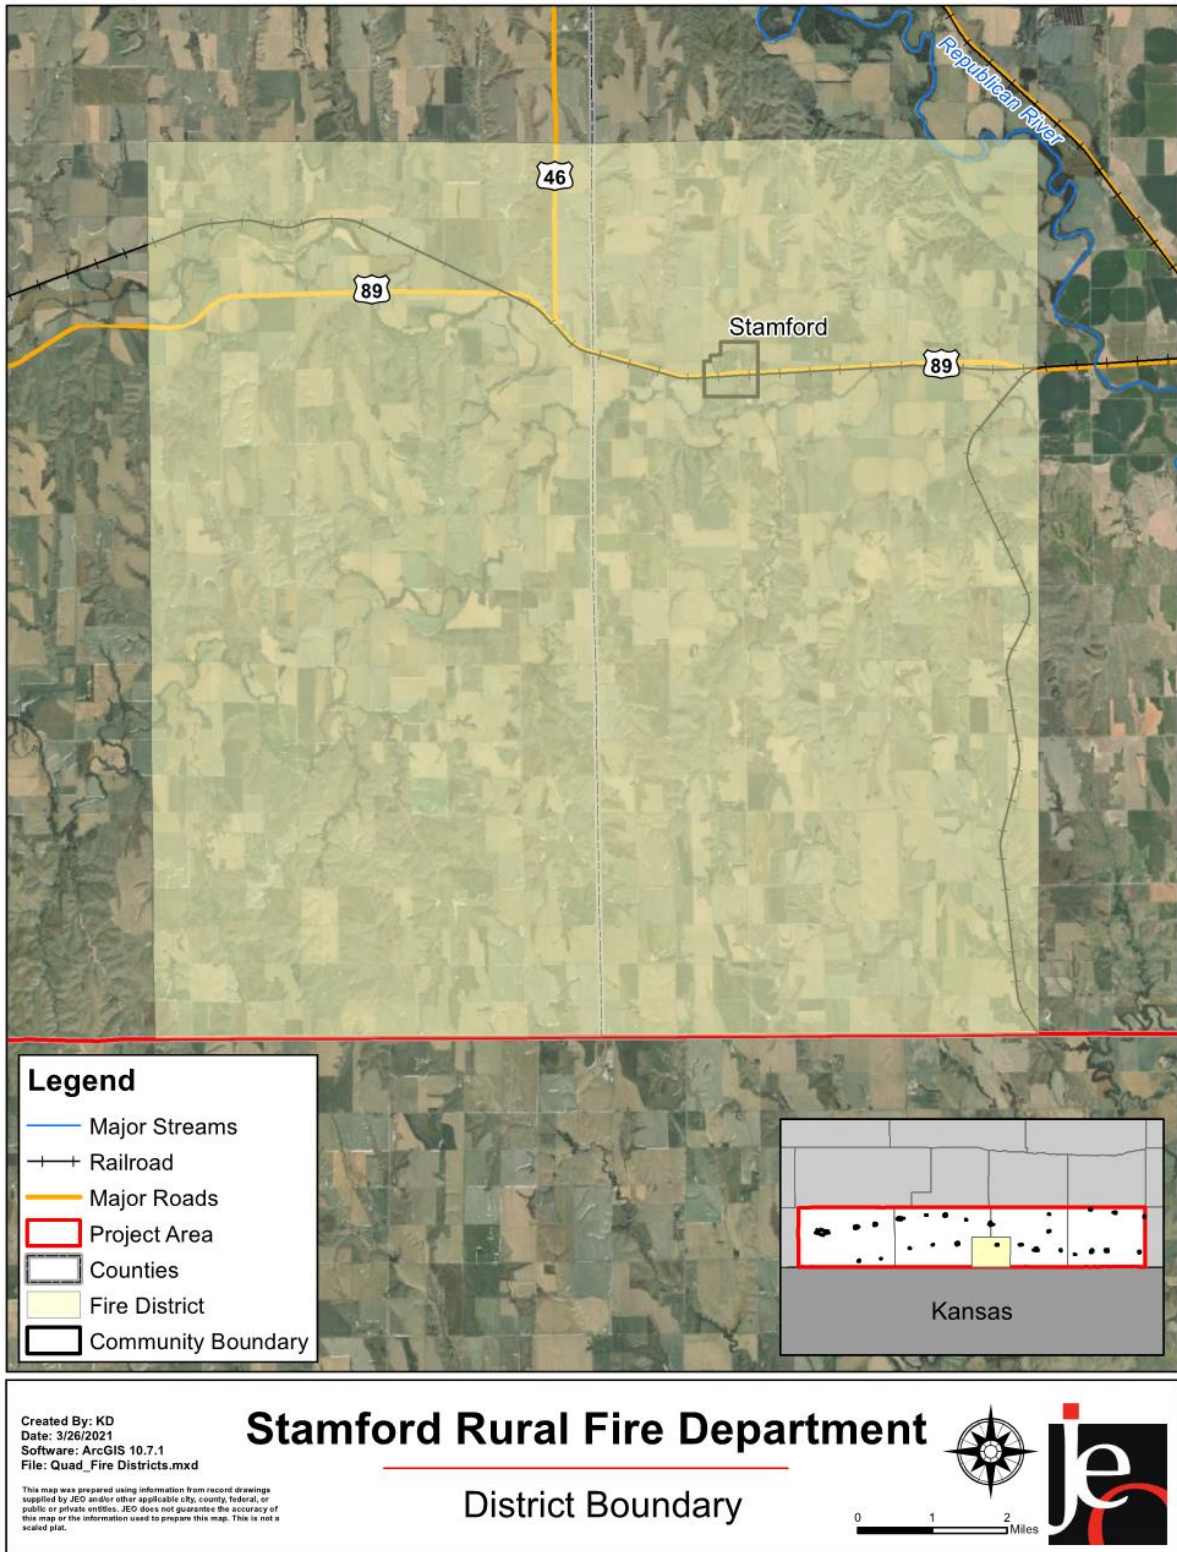 Republican River
46
89
Stamford
89
Legend
Major Streams
Railroad
Major Roads
Project Area
Counties
Fire District
Community Boundary
Kansas
Created By: KD
Date: 3/26/2021
Software: ArcGIS 10.7.1
File: Quad_Fire Districts.mxd
This map was prepared using information from record drawings
supplied by JEO and/or other applicable city, county, federal, or
public or private entities. JEO does not guarantee the accuracy of
this map or the information used to prepare this map. This is not a
scaled plat.
Stamford Rural Fire Department
District Boundary
0 1 2
Miles
jeo